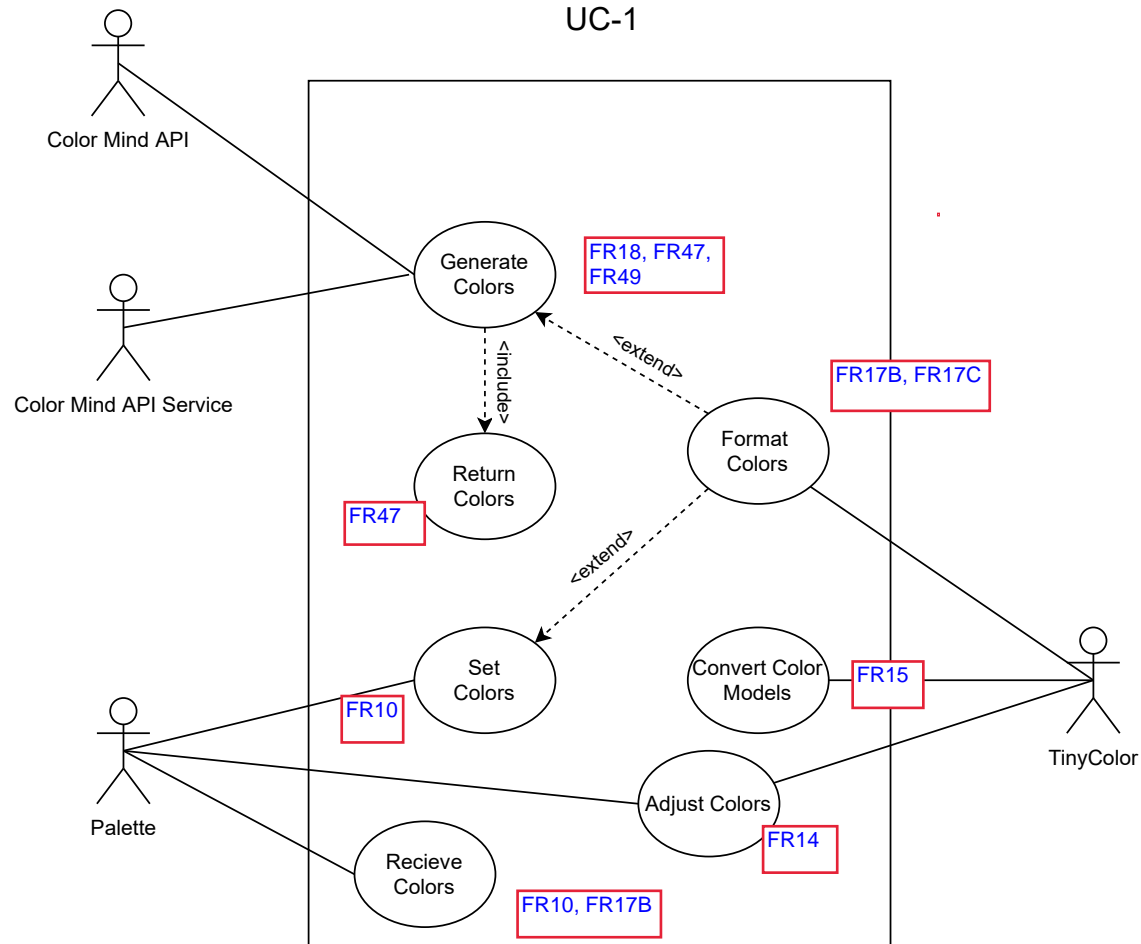 UC-1
Color Mind API
Generate
Colors
FR18, FR47,
FR49
<include>
<extend>
Color Mind API Service
FR17B, FR17C
Format
Colors
Return
Colors
FR47
<extend>
Set
Colors
FR10
Convert Color
Models
FR15
TinyColor
Palette
Adjust Colors
FR14
Recieve
Colors
FR10, FR17B